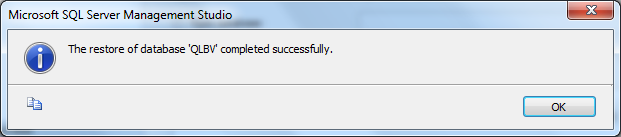 Microsoft SQL Server Management Studio
The restore of database 'QLBV' completed successfully.
OK